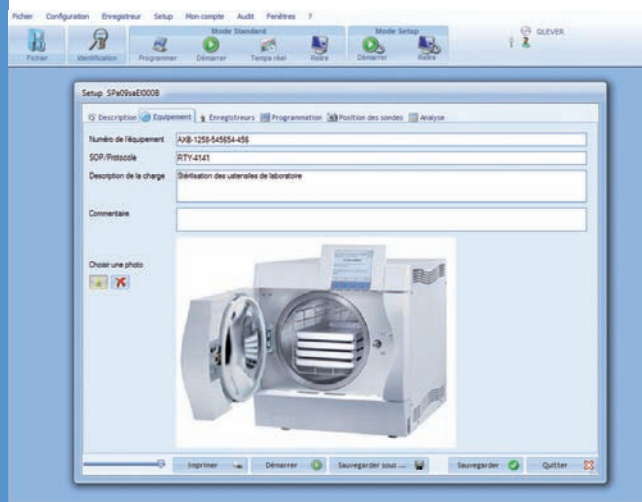 Fichier Configuration Enregistreur Setup Mon compte Audit Fenêtres ?
Mode Standard Mode Setup
QLEVER
Fichier Identification Programmer Démarrer Temps réel Relire Démarrer Relire
Setup SPa09saEI0008
Description Equipement Enregistreurs Programmation Position des sondes Analyse
Numéro de l'équipement AXB-1258-545654-456
SOP/Protocole RTY-4141
Description de la charge Stérilisation des ustensiles de laboratoire
Commentaire
Choisir une photo
Imprimer Démarrer Sauvegarder sous ... Sauvegarder Quitter